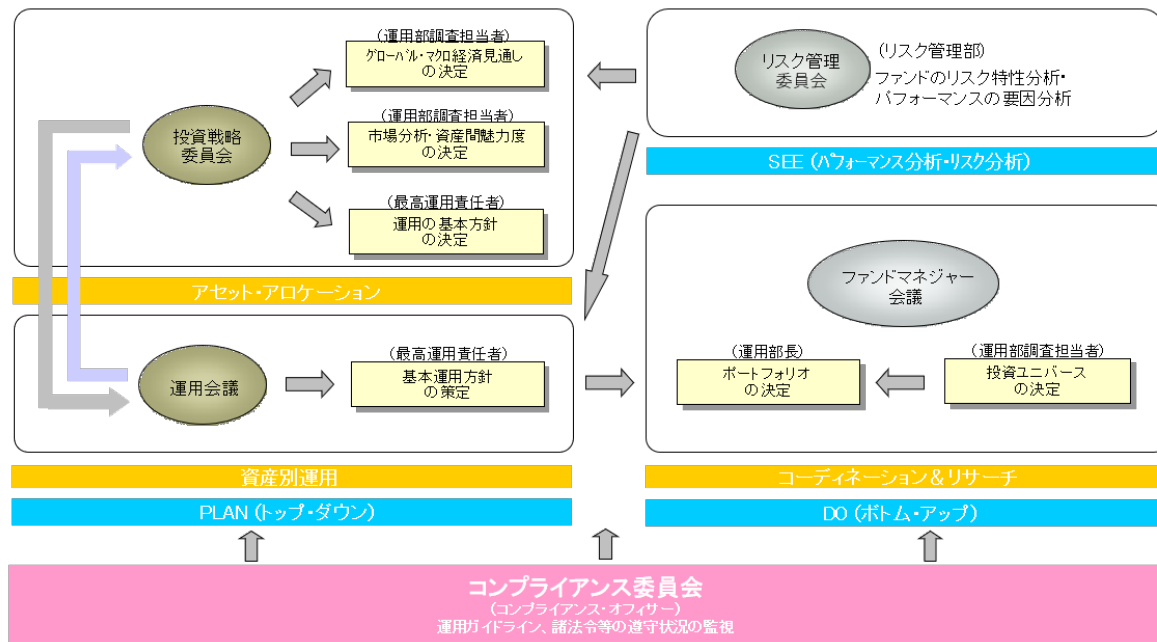 (運用部調査担当者)
グローバル・マクロ経済見通し
の決定
投資戦略
委員会
(運用部調査担当者)
市場分析・資産間魅力度
の決定
(最高運用責任者)
運用の基本方針
の決定
アセット・アロケーション
リスク管理
委員会
(リスク管理部)
ファンドのリスク特性分析・
パフォーマンスの要因分析
SEE (パフォーマンス分析・リスク分析)
運用会議
(最高運用責任者)
基本運用方針
の策定
資産別運用
PLAN (トップ・ダウン)
ファンドマネジャー
会議
(運用部長)
ポートフォリオ
の決定
(運用部調査担当者)
投資ユニバース
の決定
コーディネーション＆リサーチ
DO (ボトム・アップ)
コンプライアンス委員会
(コンプライアンス・オフィサー)
運用ガイドライン、諸法令等の遵守状況の監視